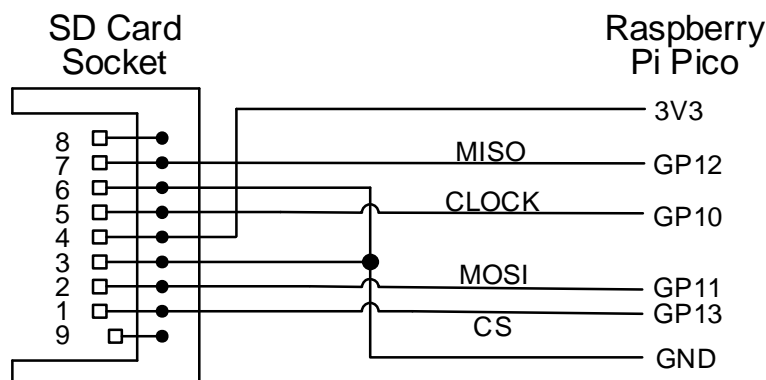 SD Card
Socket
Raspberry
Pi Pico
3V3
8
7
MISO
GP12
6
5
CLOCK
GP10
4
3
2
MOSI
GP11
1
GP13
9
CS
GND